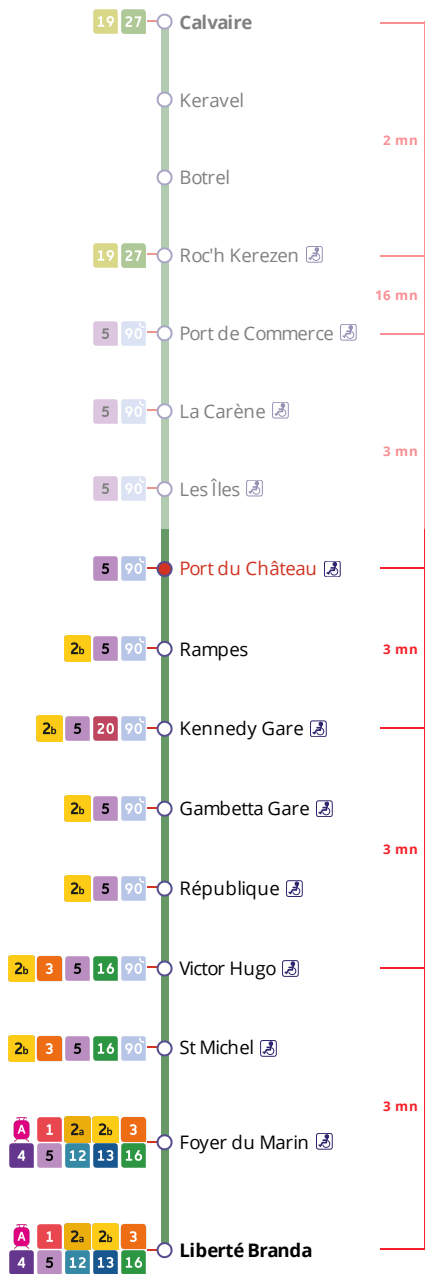 19 27 Calvaire
Keravel
2 mn
Botrel
19 27 Roc'h Kerezen
16 mn
5 90 Port de Commerce
5 90 La Carène
3 mn
5 90 Les Îles
5 90 Port du Château
2b 5 90 Rampes 3 mn
2b 5 20 90 Kennedy Gare
2b 5 90 Gambetta Gare
3 mn
2b 5 90 République
2b 3 5 16 90 Victor Hugo
2b 3 5 16 90 St Michel
3 mn
A 1 2a 2b 3
Foyer du Marin
4 5 12 13 16
A 1 2a 2b 3
Liberté Branda
4 5 12 13 16